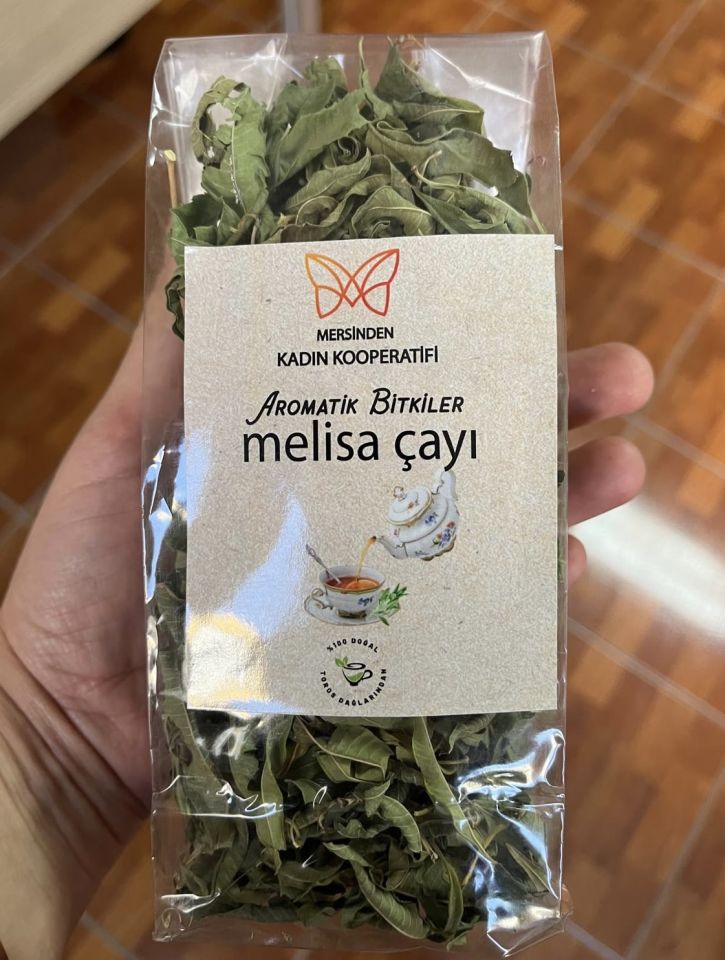 MERSİNDEN
KADIN KOOPERATİFİ
AROMATİK BİTKİLER
melisa çayı
%100 DOĞAL
TOROS DAĞLARINDAN